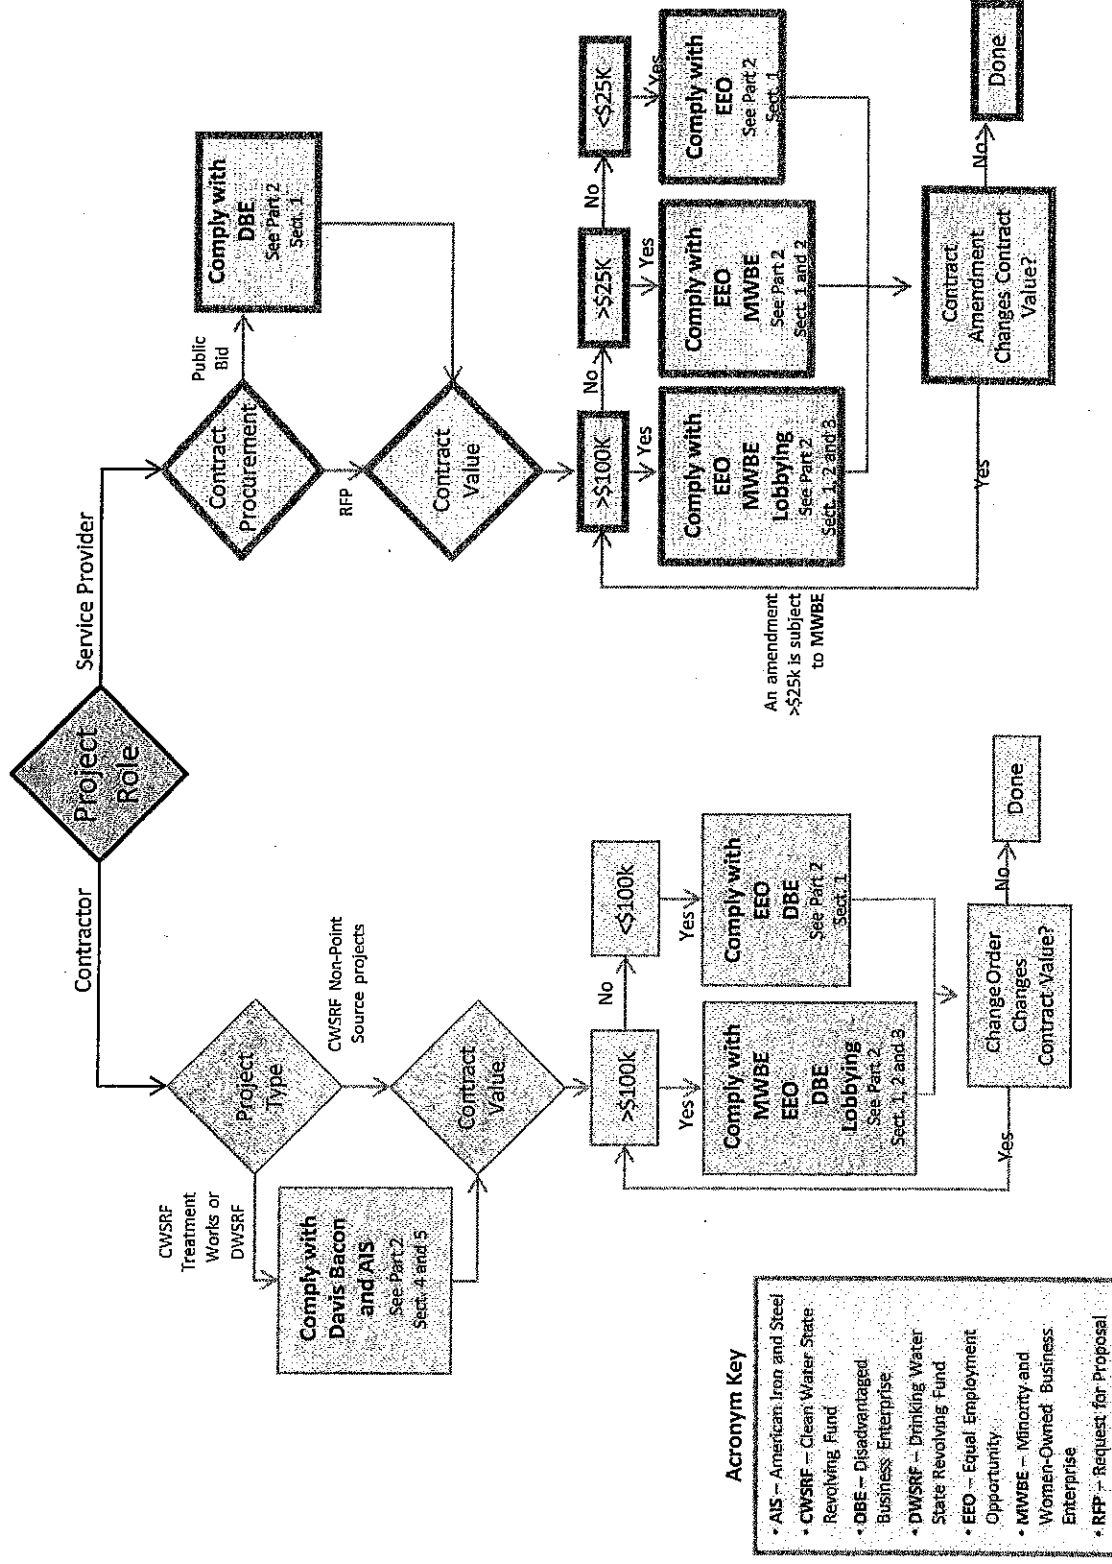 Project
Role
Contractor
Service Provider
Project
Type
CWSRF
Treatment
Works or
DWSRF
CWSRF Non-Point
Source projects
Comply with
Davis Bacon
and AIS
See Part 2
Sect. 4 and 5
Contract
Value
>$100k
No
<$100k
Yes
Yes
Comply with
MWBE
EEO
DBE
Lobbying
See Part 2
Sect. 1, 2 and 3
Comply with
EEO
DBE
See Part 2
Sect. 1
ChangeOrder
Changes
Contract Value?
Yes
No
Done
Contract
Procurement
Public
Bid
Comply with
DBE
See Part 2
Sect. 1
RFP
Contract
Value
>$100K
No
>$25K
No
<$25K
Yes
Yes
Yes
Comply with
EEO
MWBE
Lobbying
See Part 2
Sect. 1, 2 and 3
Comply with
EEO
MWBE
See Part 2
Sect. 1 and 2
Comply with
EEO
See Part 2
Sect. 1
An amendment
>$25k is subject
to MWBE
Contract
Amendment
Changes Contract
Value?
Yes
No
Done
Acronym Key
• AIS – American Iron and Steel
• CWSRF – Clean Water State
Revolving Fund
• DBE – Disadvantaged
Business Enterprise
• DWSRF – Drinking Water
State Revolving Fund
• EEO – Equal Employment
Opportunity
• MWBE – Minority and
Women-Owned Business
Enterprise
• RFP – Request for Proposal